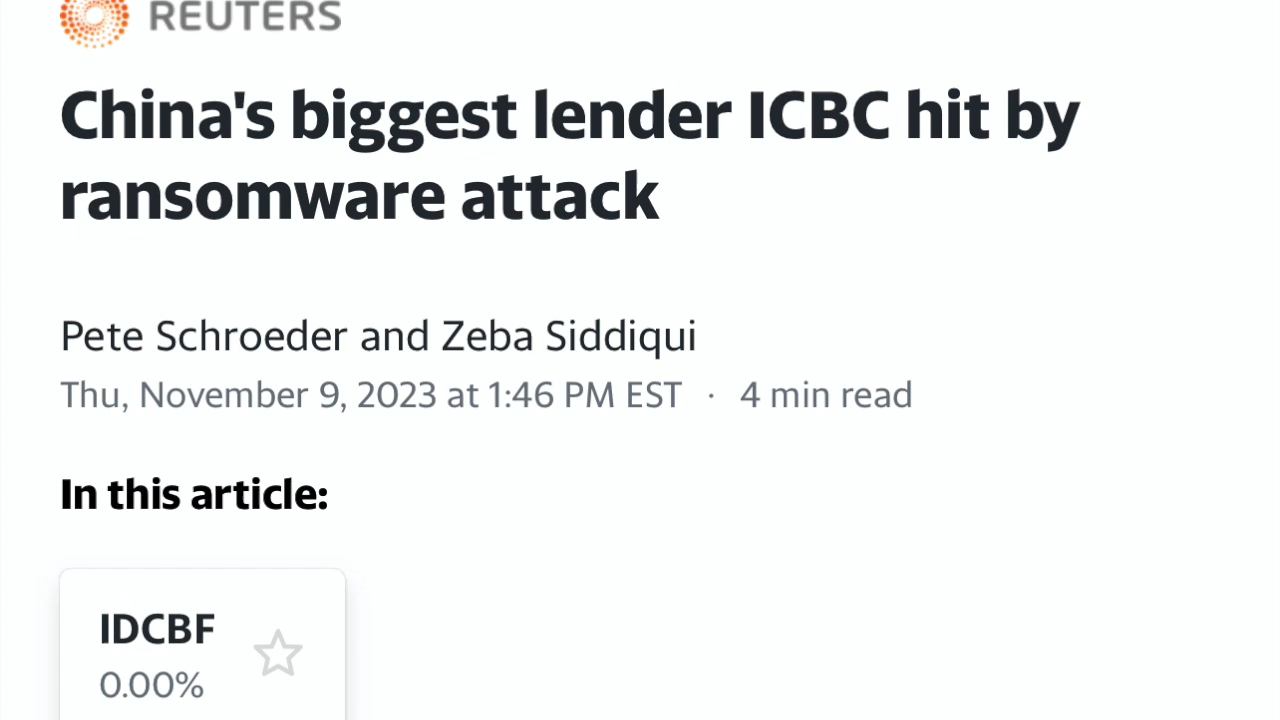 REUTERS
China's biggest lender ICBC hit by
ransomware attack
Pete Schroeder and Zeba Siddiqui
Thu, November 9, 2023 at 1:46 PM EST · 4 min read
In this article:
IDCBF
0.00%